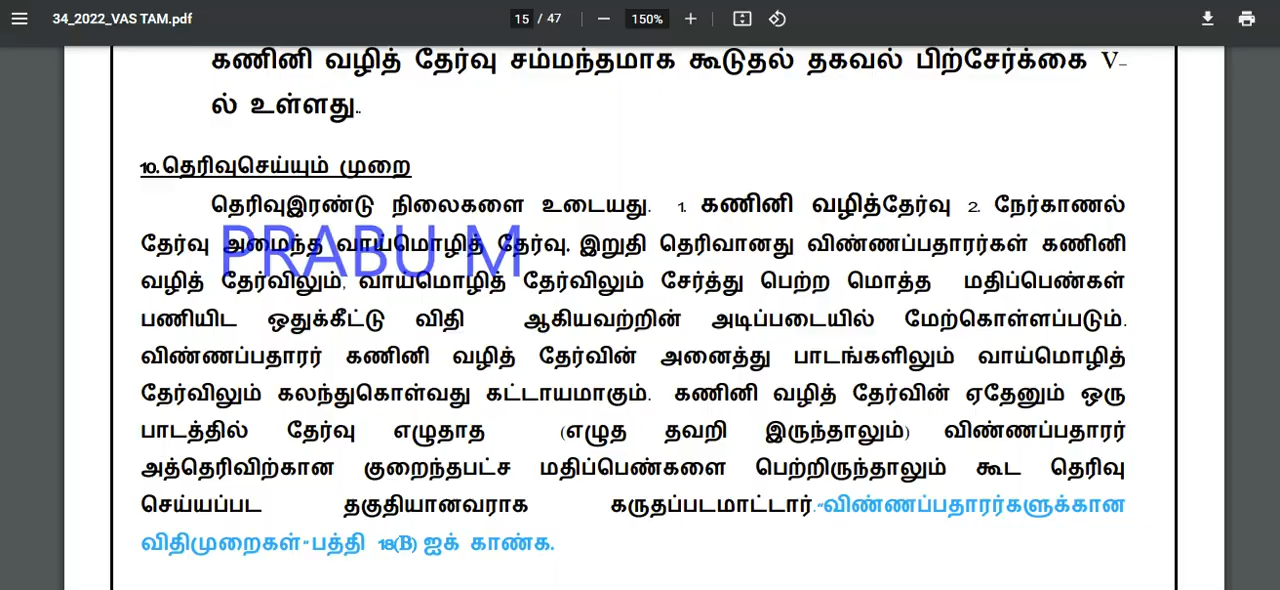 34_2022_VAS TAM.pdf 15 / 47 150%
கணினி வழித் தேர்வு சம்மந்தமாக கூடுதல் தகவல் பிற்சேர்க்கை V-
ல் உள்ளது..
10.தெரிவுசெய்யும் முறை
தெரிவுஇரண்டு நிலைகளை உடையது. 1. கணினி வழித்தேர்வு 2. நேர்காணல்
தேர்வு அமைந்த வாய்மொழித் தேர்வு. இறுதி தெரிவானது விண்ணப்பதாரர்கள் கணினி
PRABU M
வழித் தேர்விலும், வாய்மொழித் தேர்விலும் சேர்த்து பெற்ற மொத்த மதிப்பெண்கள்
பணியிட ஒதுக்கீட்டு விதி ஆகியவற்றின் அடிப்படையில் மேற்கொள்ளப்படும்.
விண்ணப்பதாரர் கணினி வழித் தேர்வின் அனைத்து பாடங்களிலும் வாய்மொழித்
தேர்விலும் கலந்துகொள்வது கட்டாயமாகும். கணினி வழித் தேர்வின் ஏதேனும் ஒரு
பாடத்தில் தேர்வு எழுதாத (எழுத தவறி இருந்தாலும்) விண்ணப்பதாரர்
அத்தெரிவிற்கான குறைந்தபட்ச மதிப்பெண்களை பெற்றிருந்தாலும் கூட தெரிவு
செய்யப்பட தகுதியானவராக கருதப்படமாட்டார்.“விண்ணப்பதாரர்களுக்கான
விதிமுறைகள்“பத்தி 18(B) ஐக் காண்க.